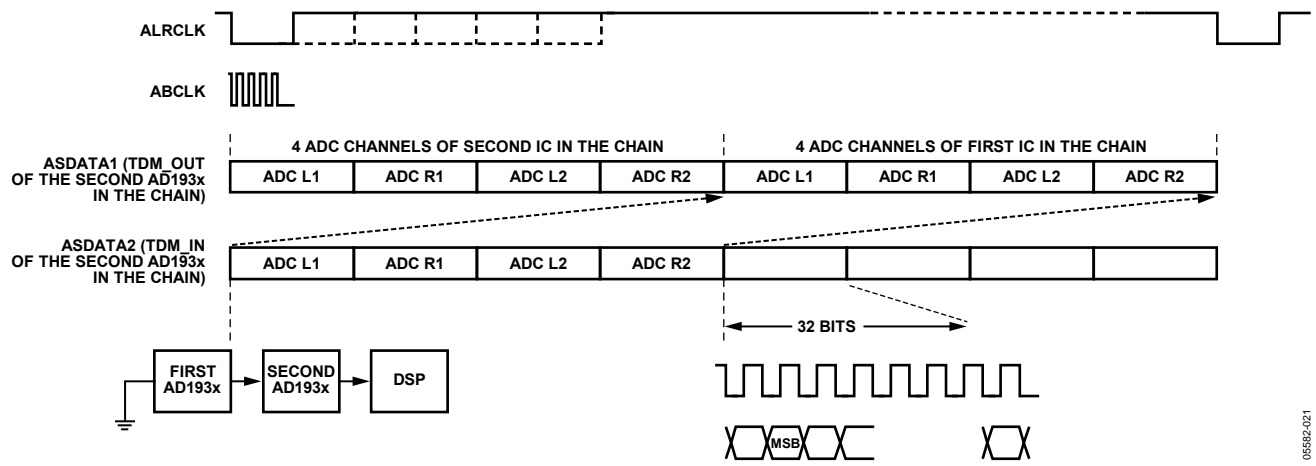 ALRCLK
ABCLK
4 ADC CHANNELS OF SECOND IC IN THE CHAIN
4 ADC CHANNELS OF FIRST IC IN THE CHAIN
ASDATA1 (TDM_OUT
OF THE SECOND AD193x
IN THE CHAIN)
ADC L1
ADC R1
ADC L2
ADC R2
ADC L1
ADC R1
ADC L2
ADC R2
ASDATA2 (TDM_IN
OF THE SECOND AD193x
IN THE CHAIN)
ADC L1
ADC R1
ADC L2
ADC R2
32 BITS
FIRST
AD193x
SECOND
AD193x
DSP
MSB
05582-021